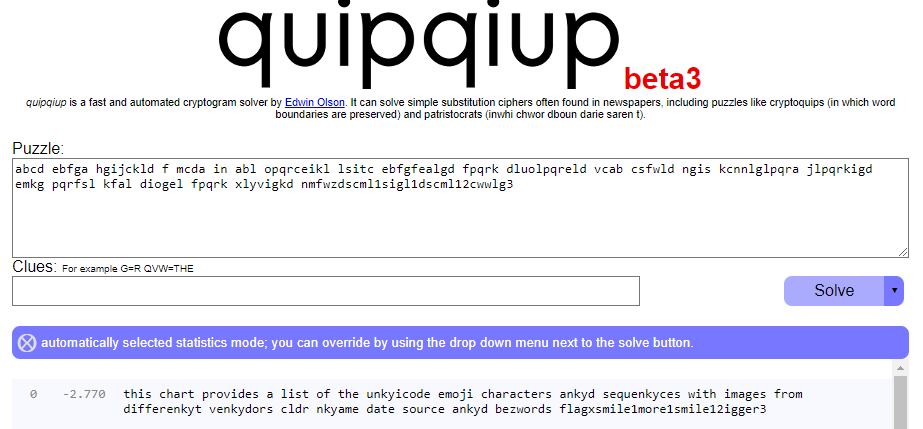 quipqiup beta3
quipqiup is a fast and automated cryptogram solver by Edwin Olson. It can solve simple substitution ciphers often found in newspapers, including puzzles like cryptoquips (in which word
boundaries are preserved) and patristocrats (inwhi chwor dboun darie saren t).
Puzzle:
abcd ebfga hgijckld f mcda in abl opqrceikl lsitc ebfgfealgd fpqrk dluolpqreld vcab csfwld ngis kcnnlglpqra jlpqrkigd
emkg pqrfsl kfal diogel fpqrk xlyvigkd nmfwzdscml1sigl1dscml12cwwlg3
Clues: For example G=R QVW=THE
Solve ▼
automatically selected statistics mode; you can override by using the drop down menu next to the solve button.
0 -2.770 this chart provides a list of the unkyicode emoji characters ankyd sequenkyces with images from
differenkyt venkydors cldr nkyame date source ankyd bezwords flagxsmile1more1smile12igger3